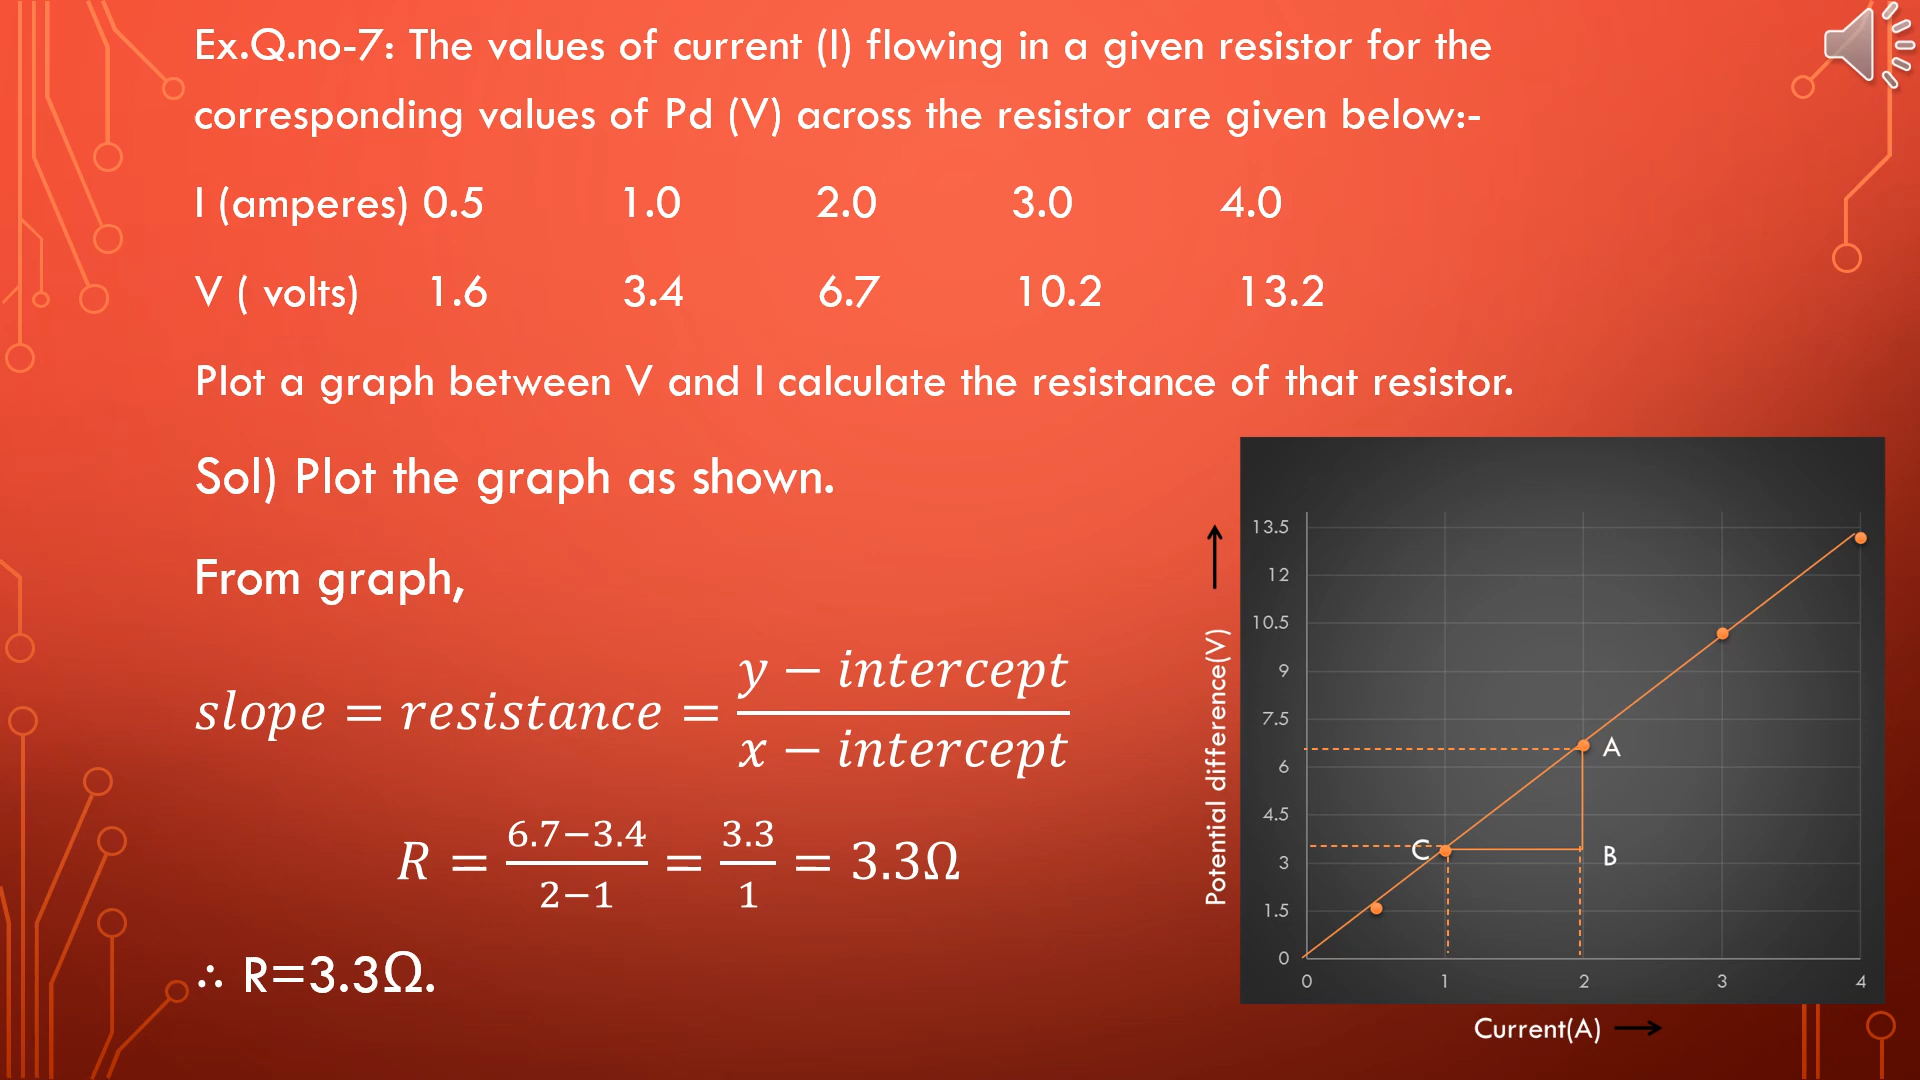 Ex.Q.no-7: The values of current (I) flowing in a given resistor for the
corresponding values of Pd (V) across the resistor are given below:-
I (amperes) 0.5 1.0 2.0 3.0 4.0
V ( volts) 1.6 3.4 6.7 10.2 13.2
Plot a graph between V and I calculate the resistance of that resistor.
Sol) Plot the graph as shown.
From graph,
slope = resistance = y − intercept / x − intercept
R = 6.7−3.4 / 2−1 = 3.3 / 1 = 3.3Ω
∴ R=3.3Ω.
Potential difference(V)
13.5
12
10.5
9
7.5
6
4.5
3
1.5
0
A
C
B
0 1 2 3 4
Current(A)